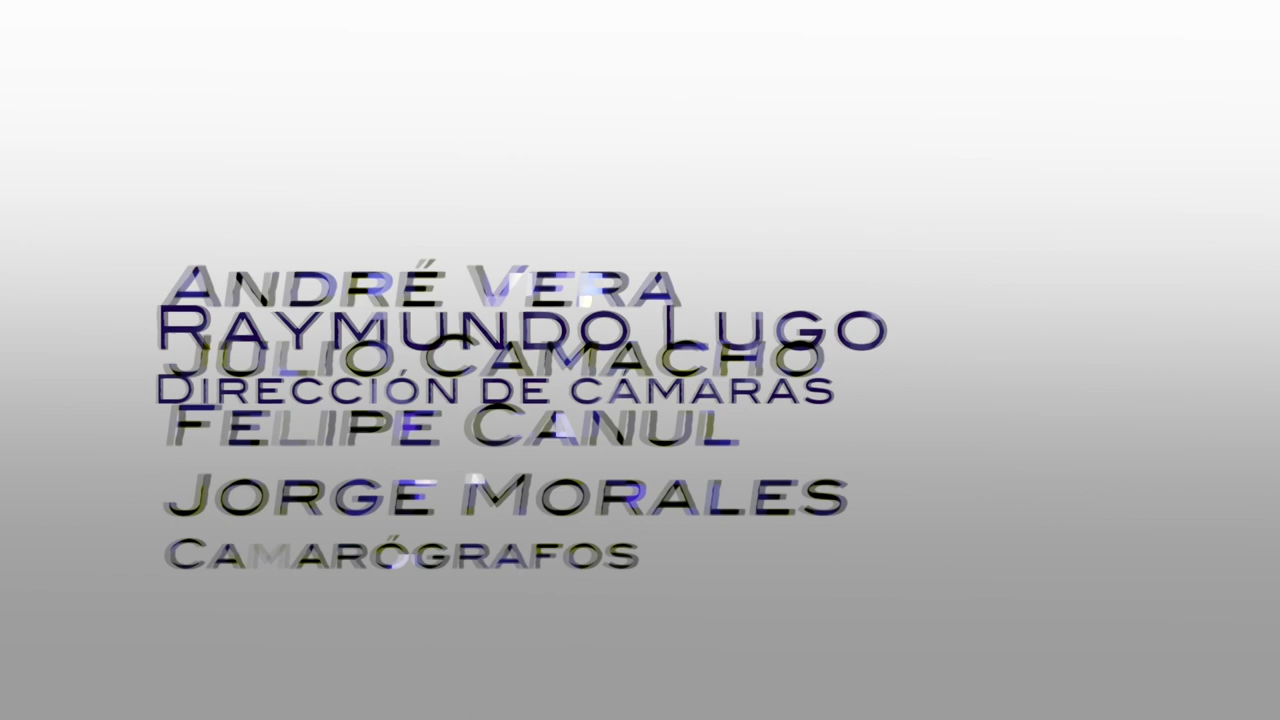 André Vera
Raymundo Lugo
Julio Camacho
Dirección de cámaras
Felipe Canul
Jorge Morales
Camarógrafos